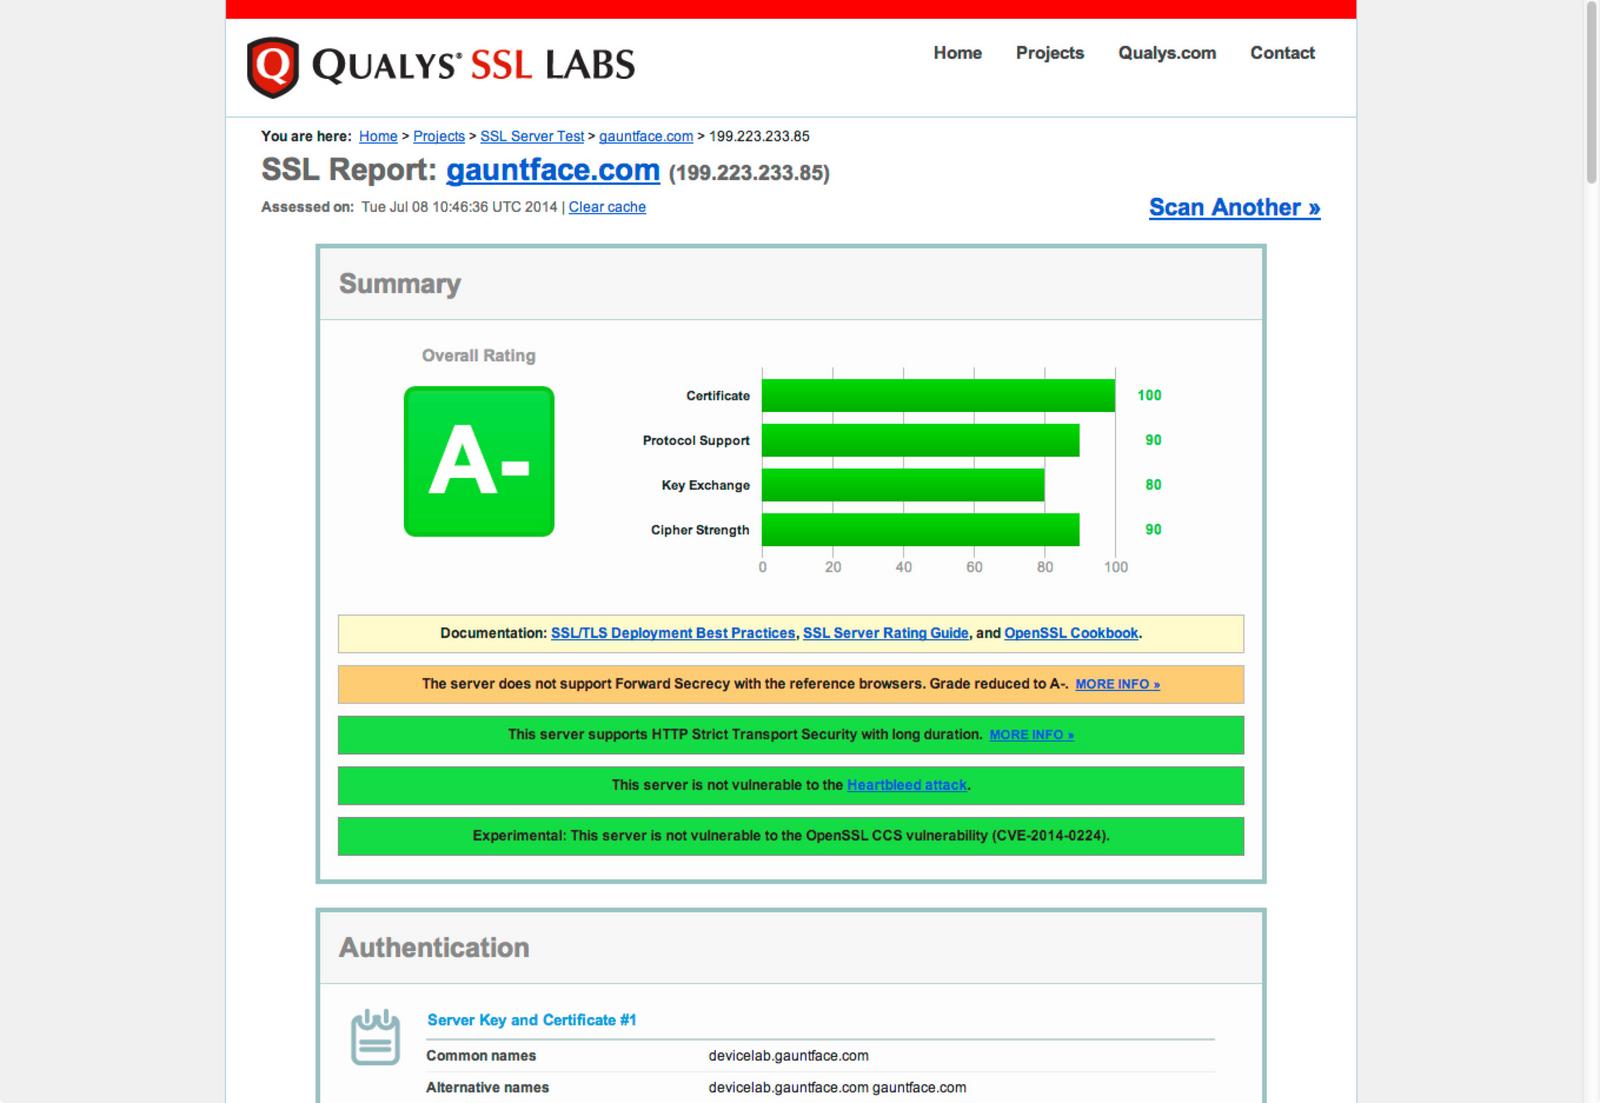 QUALYS® SSL LABS
Home Projects Qualys.com Contact
You are here: Home > Projects > SSL Server Test > gauntface.com > 199.223.233.85
SSL Report: gauntface.com (199.223.233.85)
Assessed on: Tue Jul 08 10:46:36 UTC 2014 | Clear cache
Scan Another »
Summary
Overall Rating
A-
Certificate 100
Protocol Support 90
Key Exchange 80
Cipher Strength 90
0 20 40 60 80 100
Documentation: SSL/TLS Deployment Best Practices, SSL Server Rating Guide, and OpenSSL Cookbook.
The server does not support Forward Secrecy with the reference browsers. Grade reduced to A-. MORE INFO »
This server supports HTTP Strict Transport Security with long duration. MORE INFO »
This server is not vulnerable to the Heartbleed attack.
Experimental: This server is not vulnerable to the OpenSSL CCS vulnerability (CVE-2014-0224).
Authentication
Server Key and Certificate #1
Common names devicelab.gauntface.com
Alternative names devicelab.gauntface.com gauntface.com